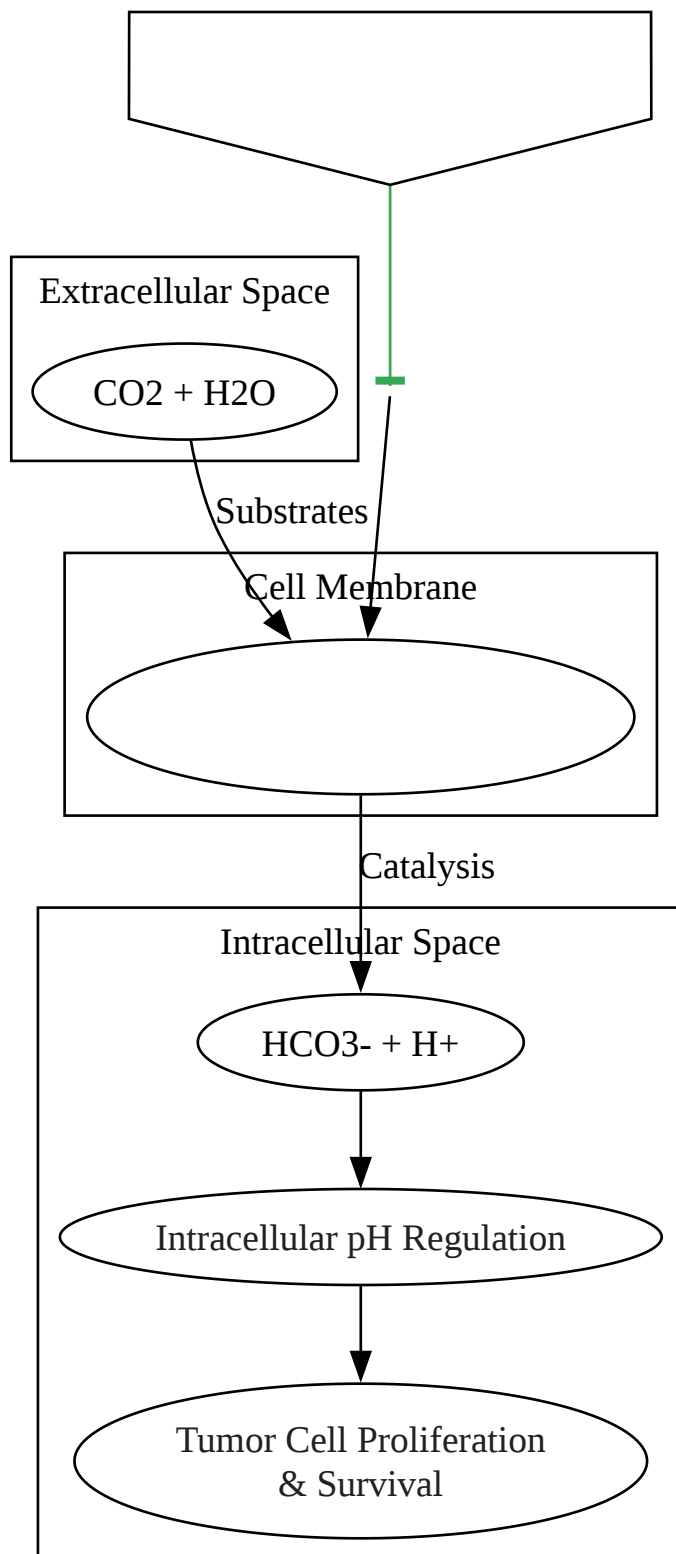 Extracellular Space
CO2 + H2O
Substrates
Cell Membrane
Catalysis
Intracellular Space
HCO3- + H+
Intracellular pH Regulation
Tumor Cell Proliferation
& Survival